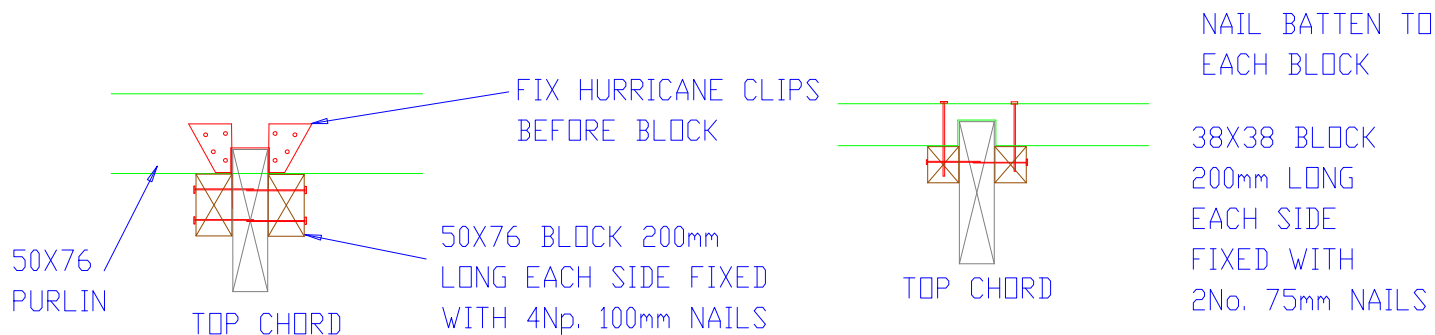 FIX HURRICANE CLIPS
BEFORE BLOCK
50X76
PURLIN
50X76 BLOCK 200mm
LONG EACH SIDE FIXED
WITH 4Np. 100mm NAILS
TOP CHORD
NAIL BATTEN TO
EACH BLOCK
38X38 BLOCK
200mm LONG
EACH SIDE
FIXED WITH
2No. 75mm NAILS
TOP CHORD